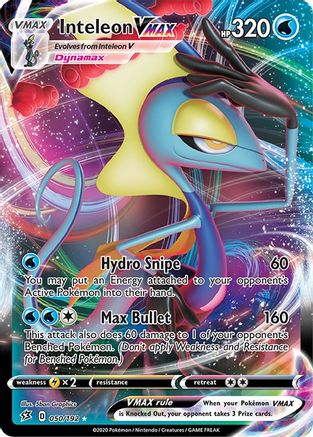 VMAX
Inteleon VMAX
HP 320
Evolves from Inteleon V
Dynamax
Hydro Snipe 60
You may put an Energy attached to your opponent's
Active Pokémon into their hand.
Max Bullet 160
This attack also does 60 damage to 1 of your opponent's
Benched Pokémon. (Don't apply Weakness and Resistance
for Benched Pokémon.)
weakness ×2 resistance retreat
Illus. 5ban Graphics
VMAX rule
When your Pokémon VMAX
is Knocked Out, your opponent takes 3 Prize cards.
D 050/192 ★
©2020 Pokémon / Nintendo / Creatures / GAME FREAK